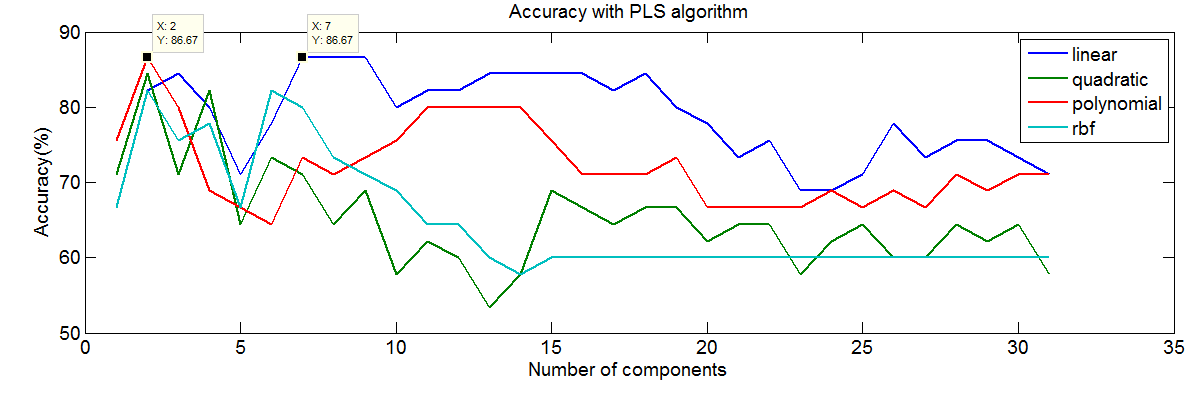 Accuracy with PLS algorithm
X: 2
Y: 86.67
X: 7
Y: 86.67
linear
quadratic
polynomial
rbf
Accuracy(%)
90
80
70
60
50
0 5 10 15 20 25 30 35
Number of components